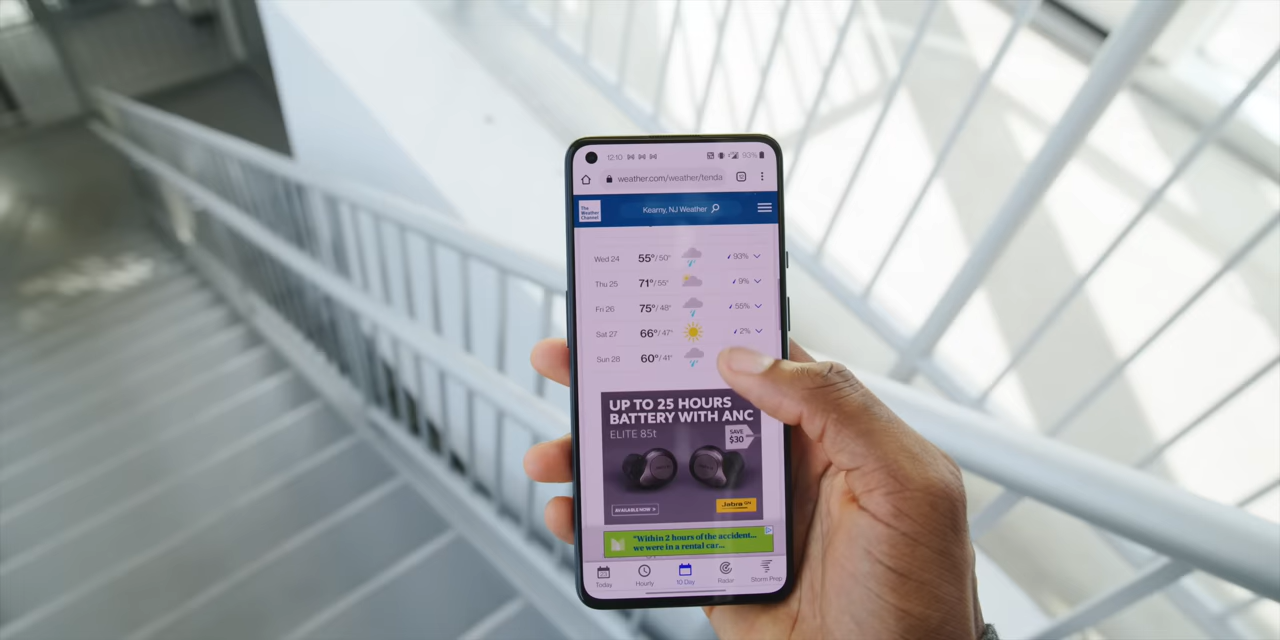 12:10 93%
weather.com/weather/tenda
The
Weather
Channel
Kearny, NJ Weather
Wed 24 55°/50° 93%
Thu 25 71°/55° 9%
Fri 26 75°/48° 55%
Sat 27 66°/47° 2%
Sun 28 60°/41°
UP TO 25 HOURS
BATTERY WITH ANC
ELITE 85t
SAVE
$30
AVAILABLE NOW >
Jabra GN
"Within 2 hours of the accident...
we were in a rental car...
Today Hourly 10 Day Radar Storm Prep